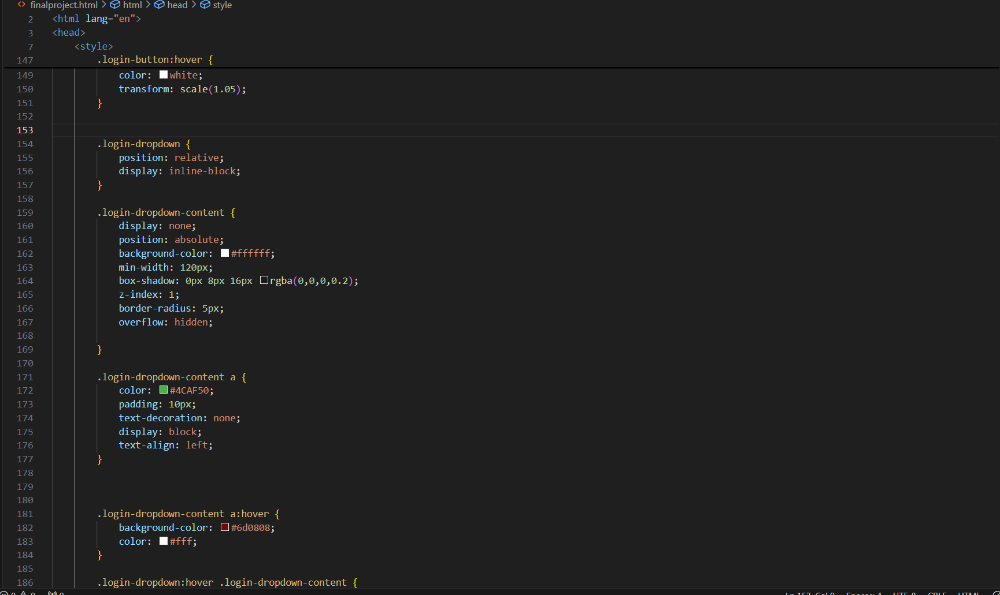 finalproject.html > html > head > style
2 <html lang="en">
3 <head>
7 <style>
147 .login-button:hover {
149 color: white;
150 transform: scale(1.05);
151 }
152
153
154 .login-dropdown {
155 position: relative;
156 display: inline-block;
157 }
158
159 .login-dropdown-content {
160 display: none;
161 position: absolute;
162 background-color: #ffffff;
163 min-width: 120px;
164 box-shadow: 0px 8px 16px rgba(0,0,0,0.2);
165 z-index: 1;
166 border-radius: 5px;
167 overflow: hidden;
168
169 }
170
171 .login-dropdown-content a {
172 color: #4CAF50;
173 padding: 10px;
174 text-decoration: none;
175 display: block;
176 text-align: left;
177 }
178
179
180
181 .login-dropdown-content a:hover {
182 background-color: #6d0808;
183 color: #fff;
184 }
185
186 .login-dropdown:hover .login-dropdown-content {